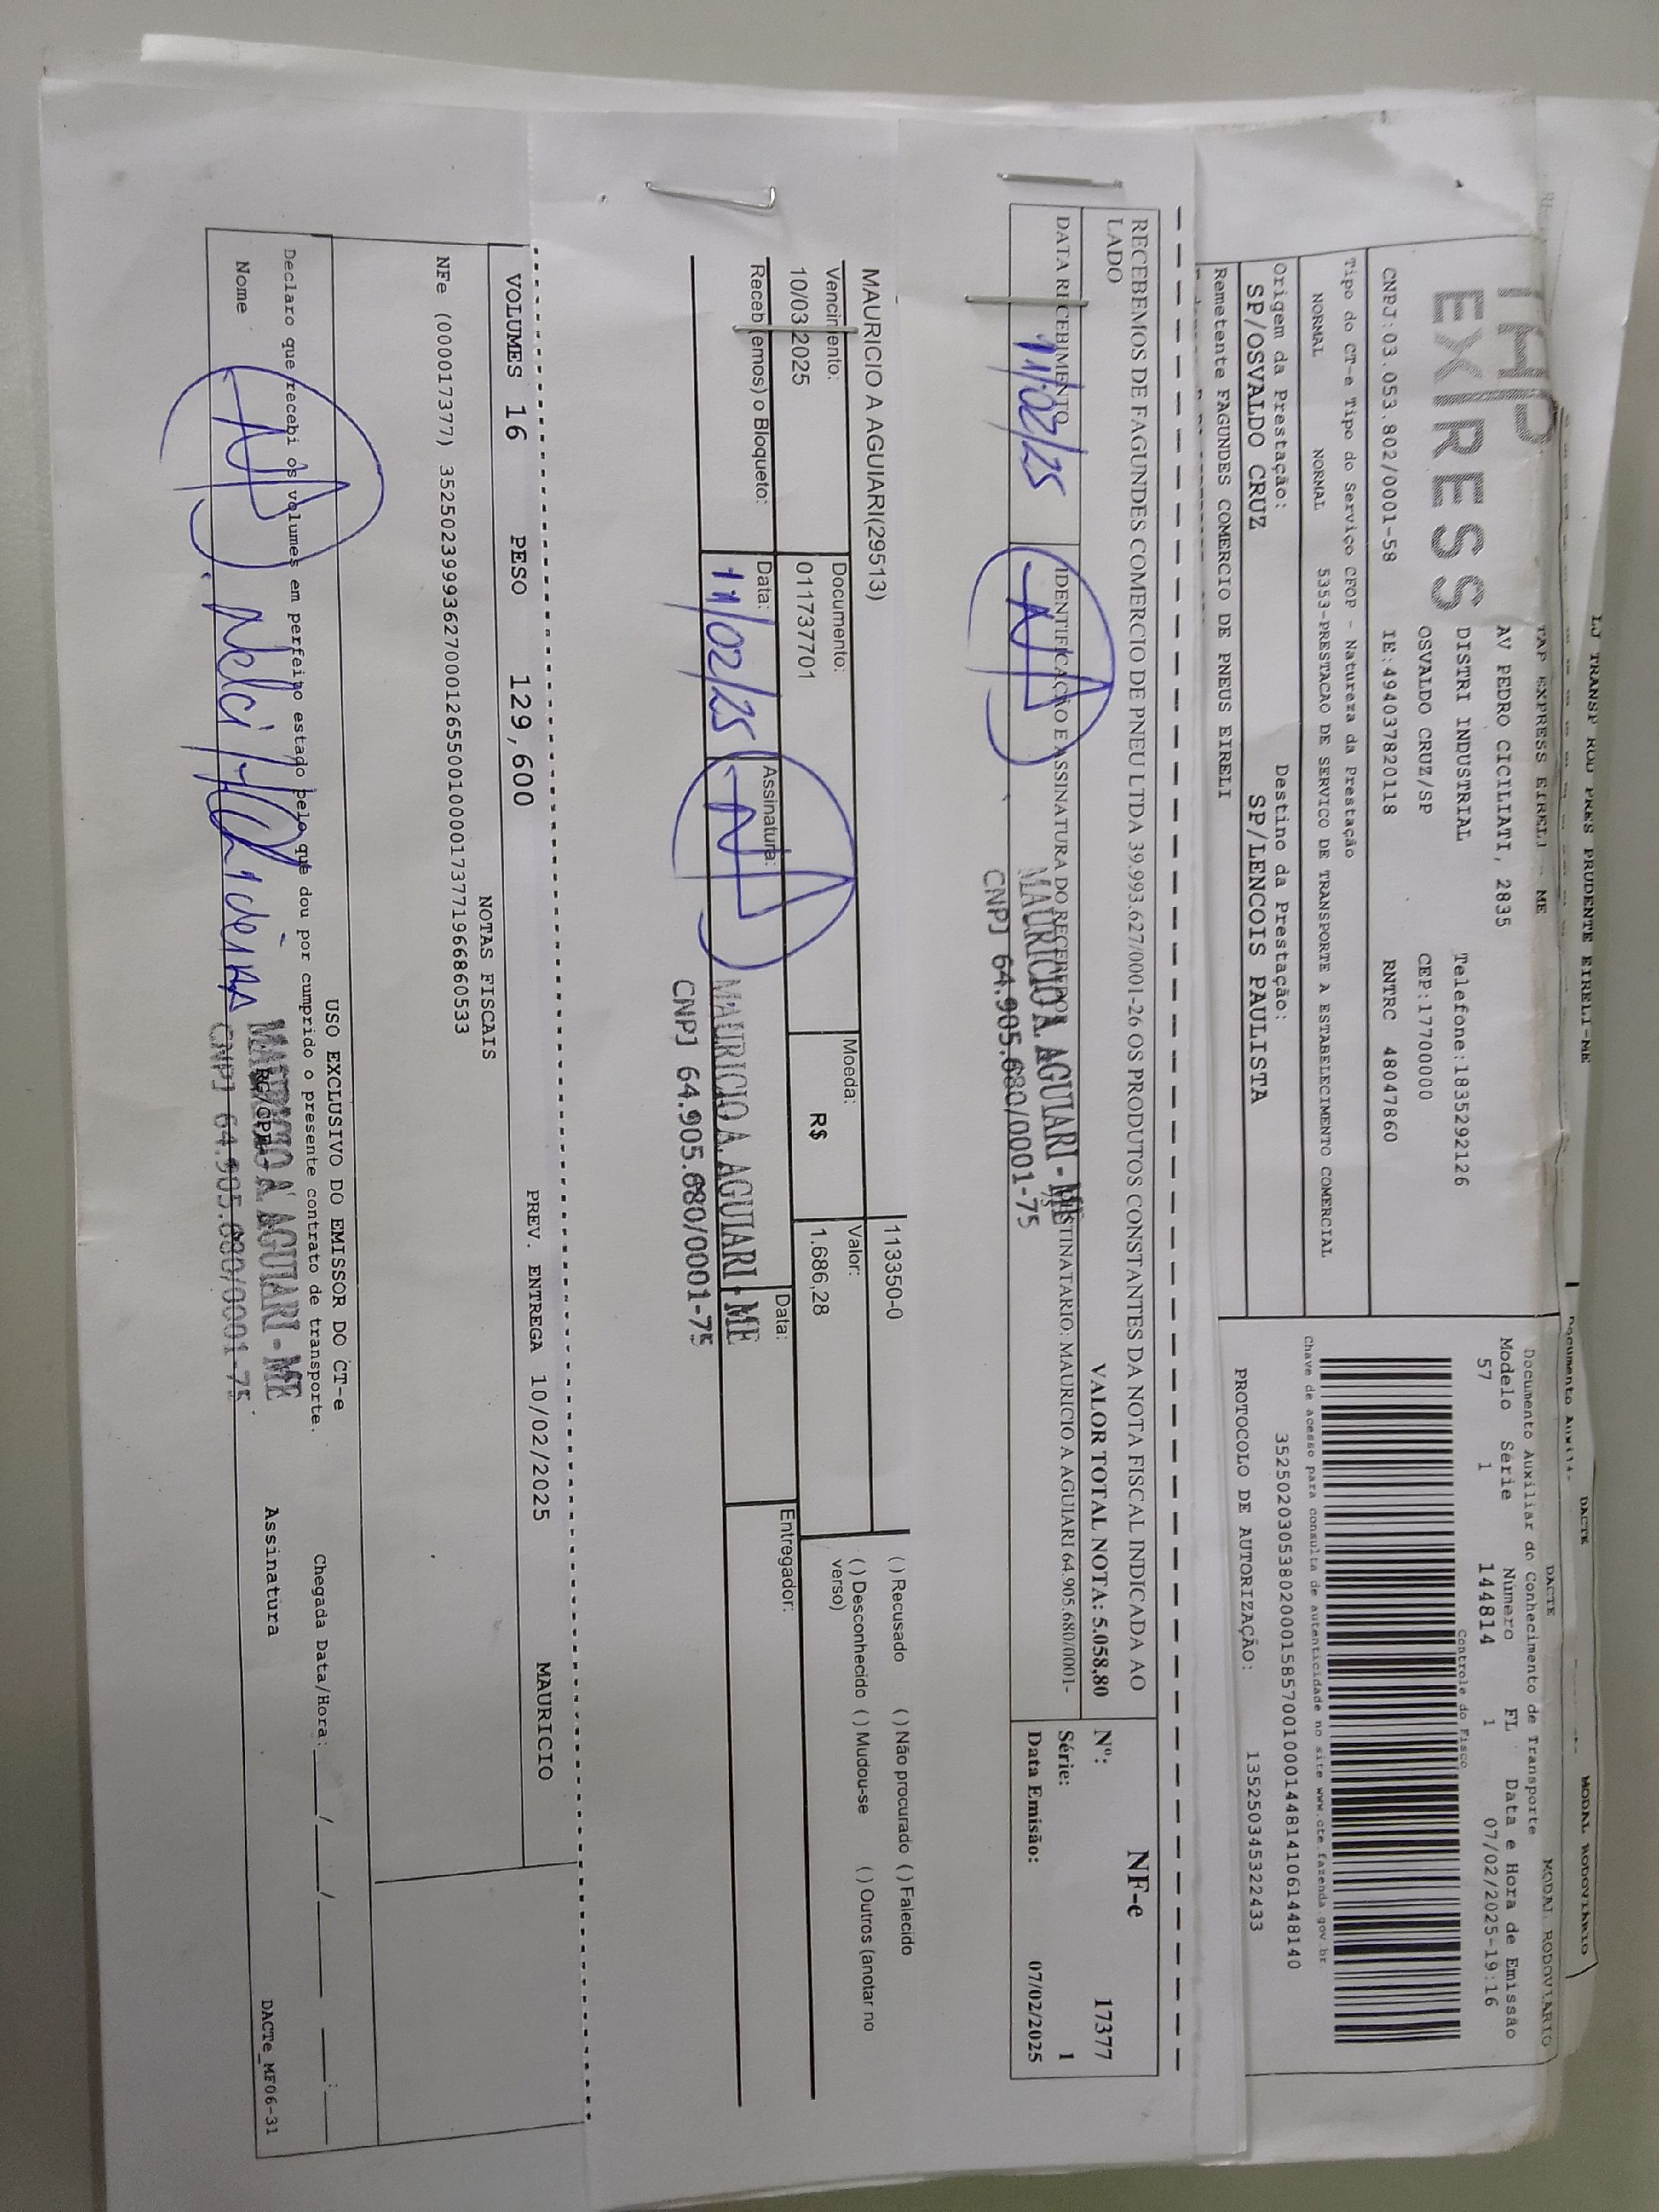 LJ TRANSP ROD PRES PRUDENTE EIRELI-ME
DACTE
MODAL RODOVIARIO
TAP EXPRESS EIRELI - ME
DACTE
MODAL RODOVIARIO
EXPRESS
AV PEDRO CICILIATI, 2835
DISTRI INDUSTRIAL
Telefone:1835292126
OSVALDO CRUZ/SP
CEP:17700000
CNPJ:03.053.802/0001-58
IE:494037820118
RNTRC 48047860
Documento Auxiliar do Conhecimento de Transporte
Modelo Série Número FL Data e Hora de Emissão
57 1 144814 1 07/02/2025-19:16
Controle do Fisco
Tipo do CT-e Tipo do Serviço CFOP - Natureza da Prestação
NORMAL NORMAL 5353-PRESTACAO DE SERVICO DE TRANSPORTE A ESTABELECIMENTO COMERCIAL
Chave de acesso para consulta de autenticidade no site www.cte.fazenda.gov.br
35250203053802000158570010001448141061448140
Origem da Prestação:
SP/OSVALDO CRUZ
Destino da Prestação:
SP/LENCOIS PAULISTA
PROTOCOLO DE AUTORIZAÇÃO: 135250345322433
Remetente FAGUNDES COMERCIO DE PNEUS EIRELI
RECEBEMOS DE FAGUNDES COMERCIO DE PNEU LTDA 39.993.627/0001-26 OS PRODUTOS CONSTANTES DA NOTA FISCAL INDICADA AO
LADO
VALOR TOTAL NOTA: 5.058,80
NF-e
Nº: 17377
Série: 1
Data Emisão: 07/02/2025
DATA RECEBIMENTO
11/02/25
IDENTIFICAÇÃO E ASSINATURA DO RECEBEDOR
DESTINATARIO: MAURICIO A AGUIARI 64.905.680/0001-
75
MAURICIO A. AGUIARI - ME
CNPJ 64.905.680/0001-75
MAURICIO A AGUIARI(29513)
113350-0
( ) Recusado ( ) Não procurado ( ) Falecido
( ) Desconhecido ( ) Mudou-se ( ) Outros (anotar no
verso)
Vencimento:
10/03/2025
Documento:
011737701
Moeda:
R$
Valor:
1.686,28
Receb(emos) o Bloqueto:
Data:
11/02/25
Assinatura:
Data:
Entregador:
MAURICIO A. AGUIARI - ME
CNPJ 64.905.680/0001-75
VOLUMES 16 PESO 129,600 PREV. ENTREGA 10/02/2025 MAURICIO
NOTAS FISCAIS
NFe (000017377) 35250239993627000126550010000173771966860533
USO EXCLUSIVO DO EMISSOR DO CT-e
Declaro que recebi os volumes em perfeito estado pelo que dou por cumprido o presente contrato de transporte.
Chegada Data/Hora:____/____/______ ___:___
Nome
RG/CPF
Assinatura
MAURICIO A. AGUIARI - ME
CNPJ 64.905.680/0001-75
DACTe_MF06-31